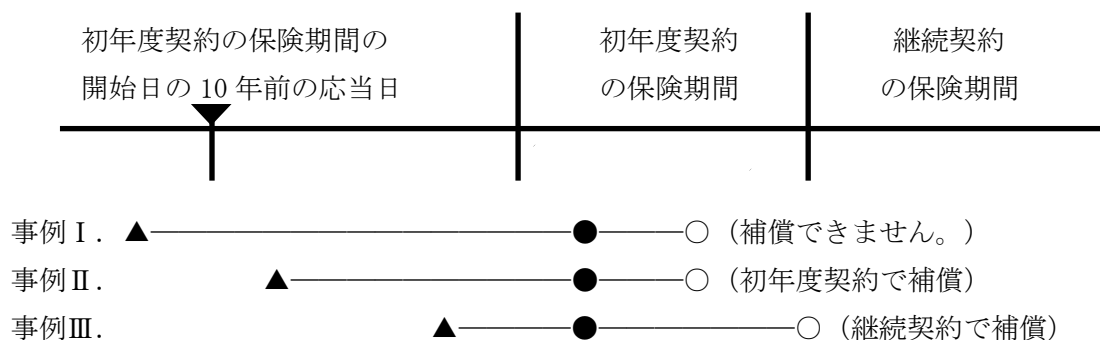 初年度契約の保険期間の
開始日の 10 年前の応当日
初年度契約
の保険期間
継続契約
の保険期間
事例Ⅰ. ▲―――●―――○（補償できません。）
事例Ⅱ. ▲―――●―――○（初年度契約で補償）
事例Ⅲ. ▲―――●―――○（継続契約で補償）